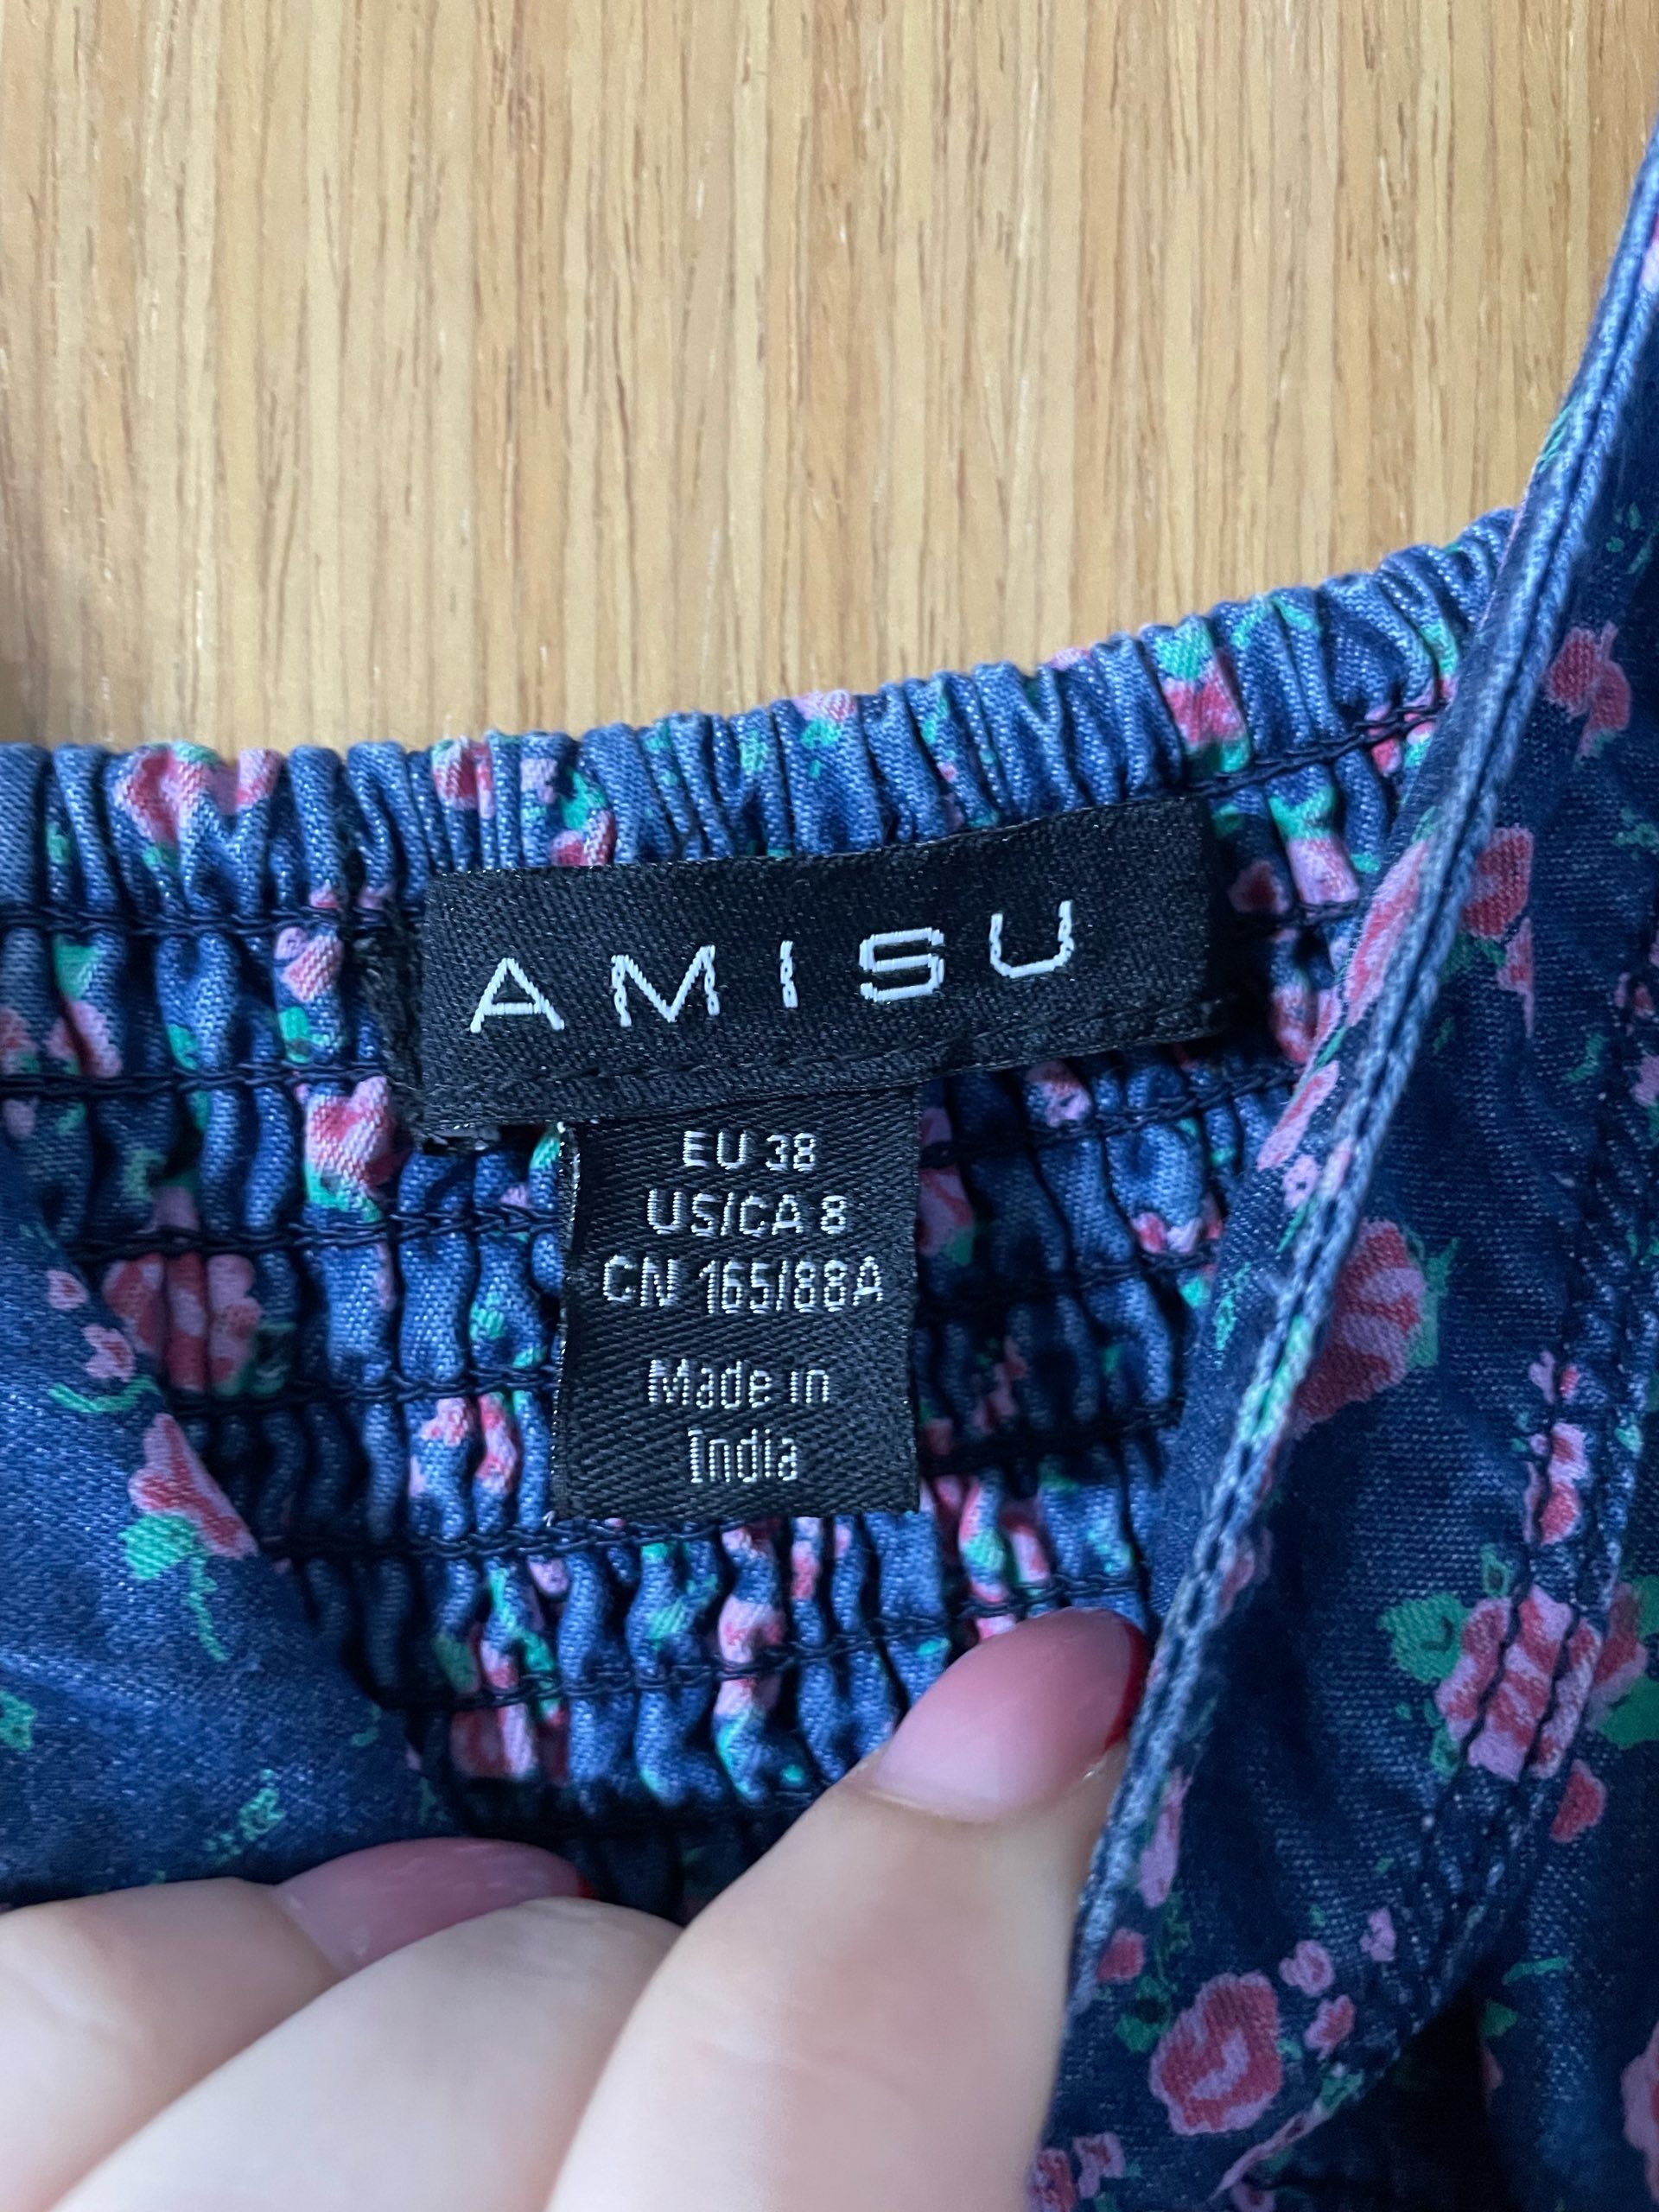 AMISU
EU 38
US/CA 8
CN 165/88A
Made in
India